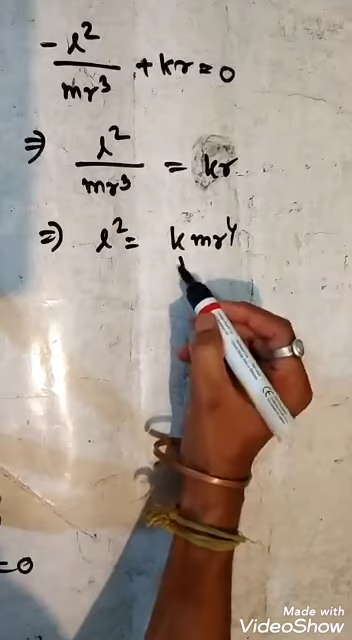 -l²/mr³ + kr = 0
⇒ l²/mr³ = kr
⇒ l² = kmr⁴
=0
Made with
VideoShow